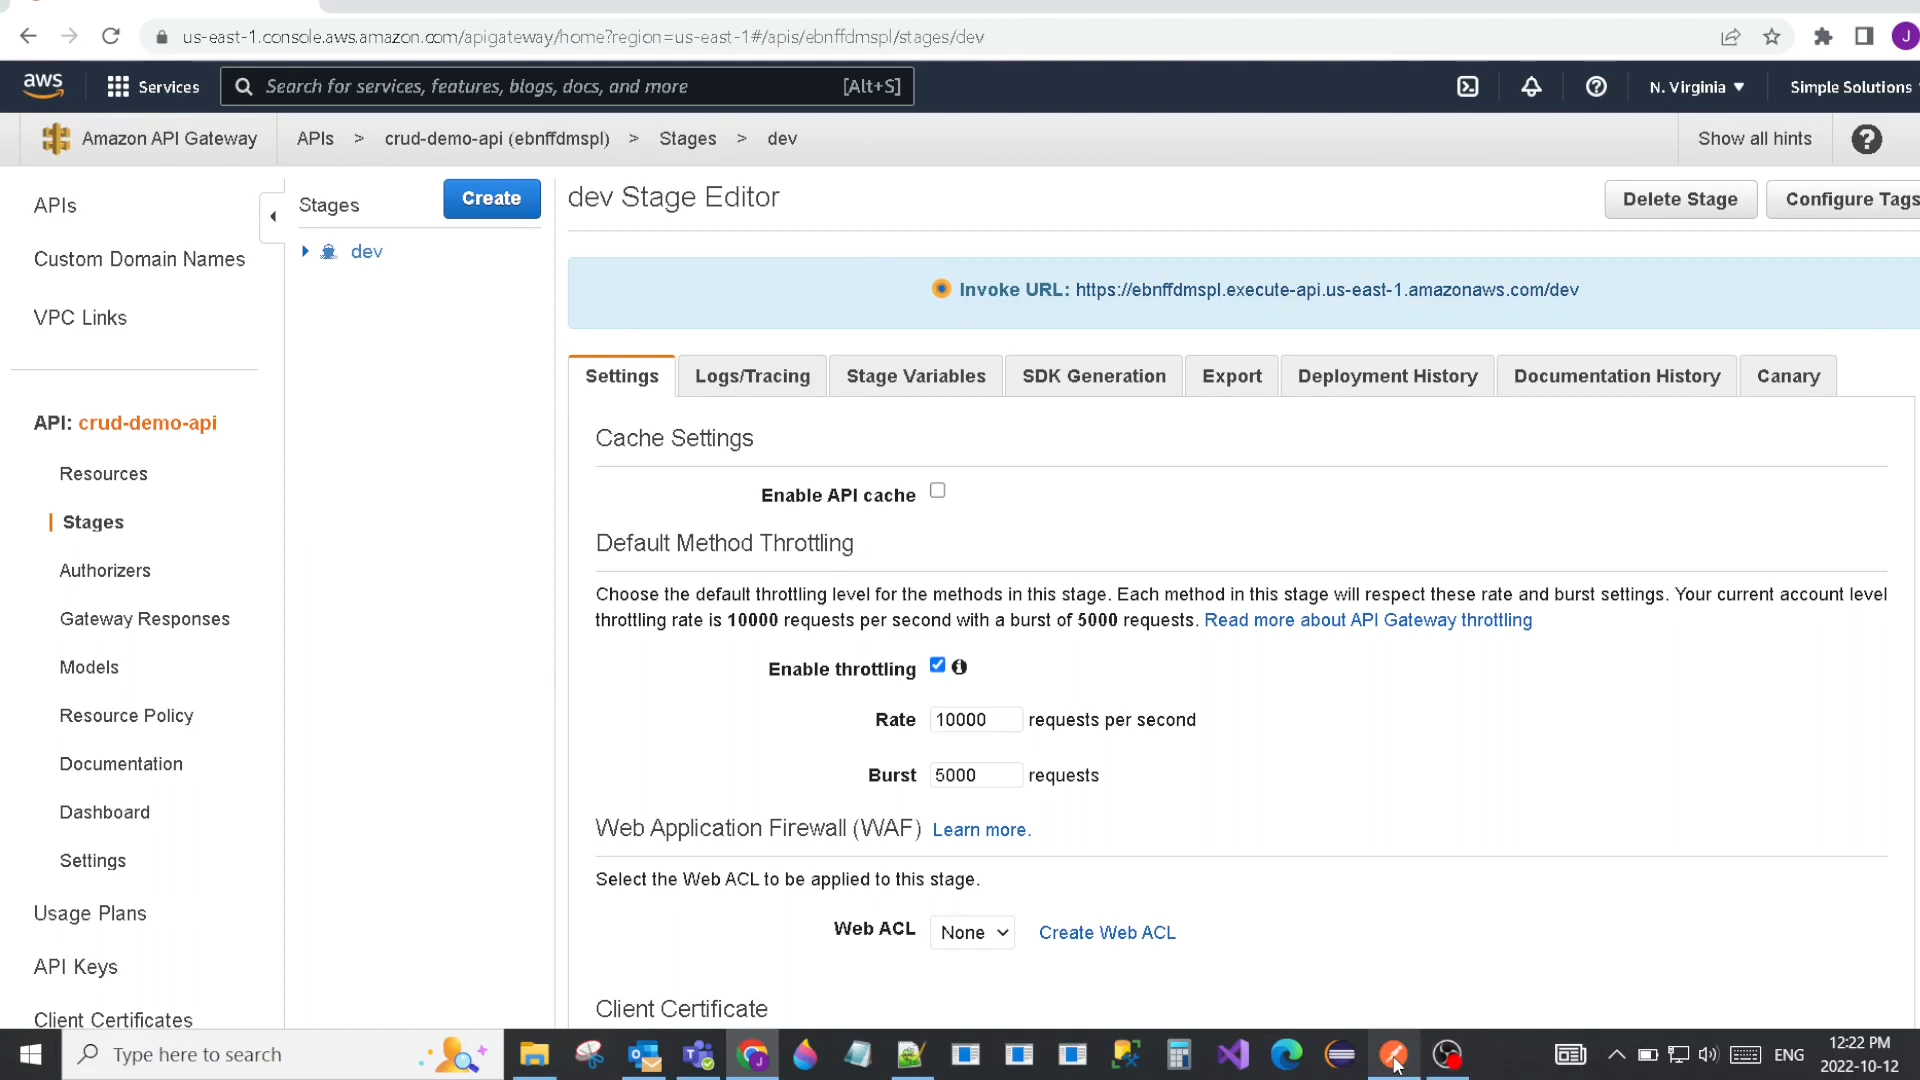 us-east-1.console.aws.amazon.com/apigateway/home?region=us-east-1#/apis/ebnffdmspl/stages/dev
J
aws
Services
Search for services, features, blogs, docs, and more
[Alt+S]
N. Virginia
Simple Solutions
Amazon API Gateway
APIs > crud-demo-api (ebnffdmspl) > Stages > dev
Show all hints
APIs
Custom Domain Names
VPC Links
API: crud-demo-api
Resources
Stages
Authorizers
Gateway Responses
Models
Resource Policy
Documentation
Dashboard
Settings
Usage Plans
API Keys
Client Certificates
Stages
Create
dev
dev Stage Editor
Delete Stage
Configure Tags
Invoke URL: https://ebnffdmspl.execute-api.us-east-1.amazonaws.com/dev
Settings
Logs/Tracing
Stage Variables
SDK Generation
Export
Deployment History
Documentation History
Canary
Cache Settings
Enable API cache
Default Method Throttling
Choose the default throttling level for the methods in this stage. Each method in this stage will respect these rate and burst settings. Your current account level
throttling rate is 10000 requests per second with a burst of 5000 requests. Read more about API Gateway throttling
Enable throttling
Rate 10000 requests per second
Burst 5000 requests
Web Application Firewall (WAF) Learn more.
Select the Web ACL to be applied to this stage.
Web ACL None Create Web ACL
Client Certificate
Type here to search
ENG
12:22 PM
2022-10-12